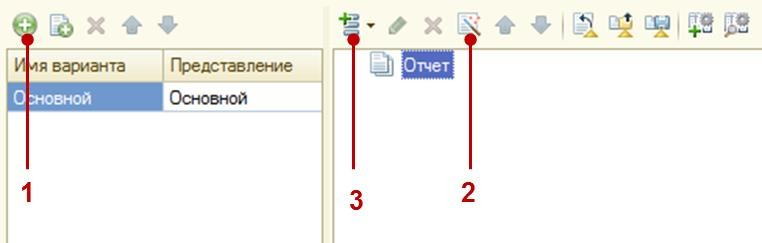 Имя варианта Представление
Основной Основной
Отчет
1
3
2